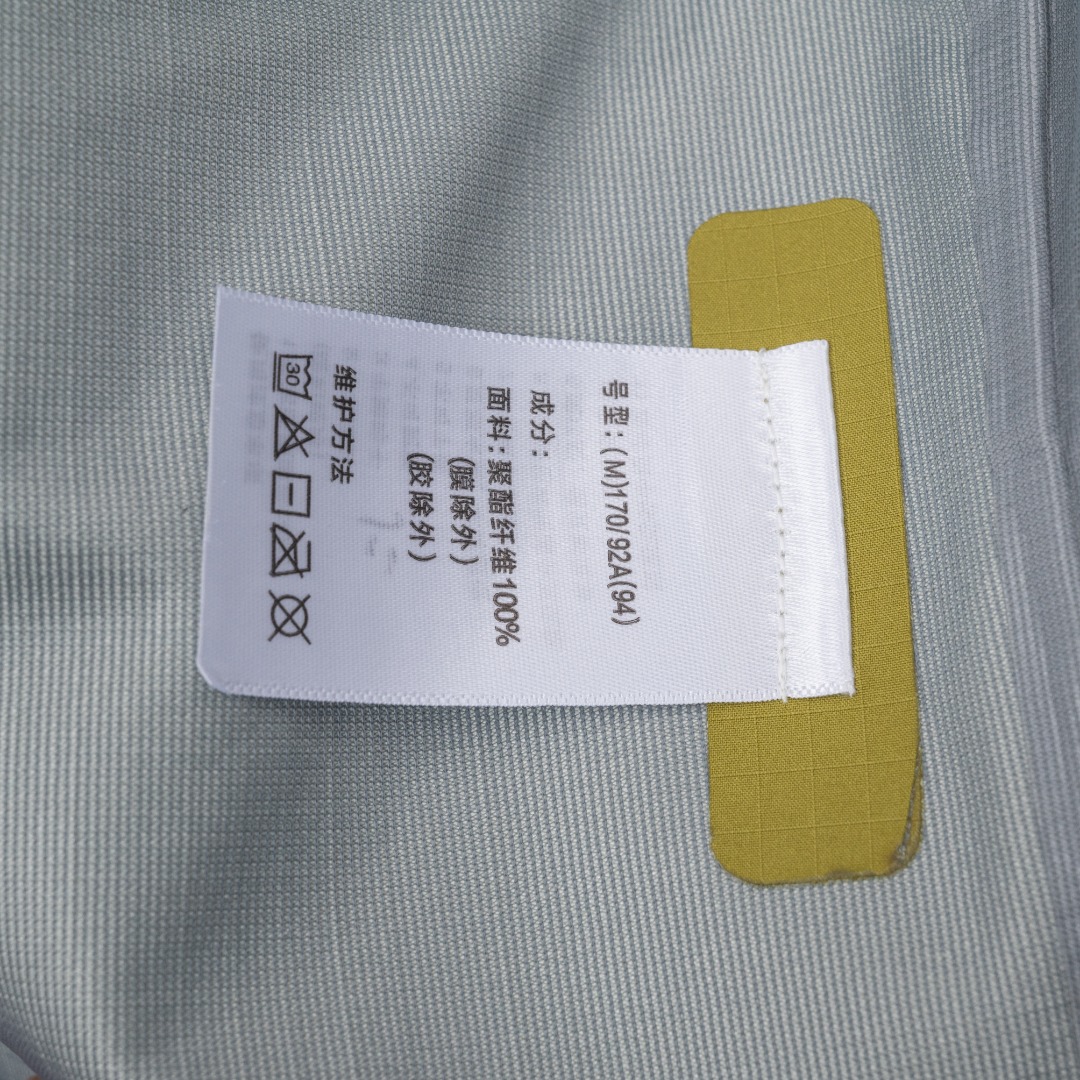 号型：(M)170/92A(94)
成分：
面料：聚酯纤维100%
(膜除外)
(胶除外)
维护方法
30